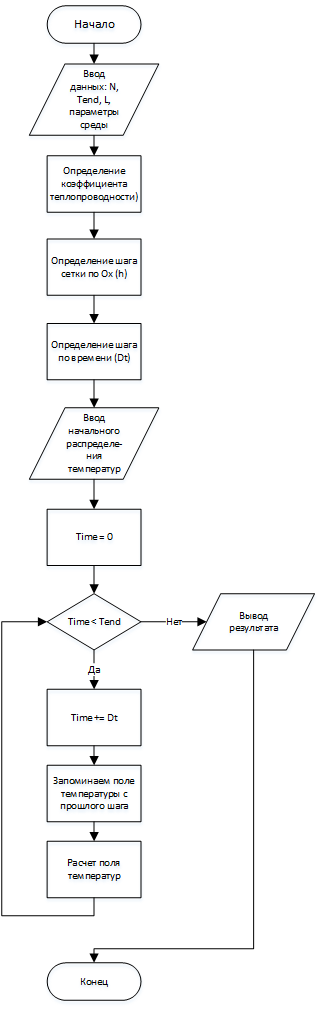 Начало
Ввод
данных: N,
Tend, L,
параметры
среды
Определение
коэффициента
теплопроводности)
Определение шага
сетки по Ox (h)
Определение шага
по времени (Dt)
Ввод
начального
распределе-
ния
температур
Time = 0
Time < Tend
Нет
Вывод
результата
Да
Time += Dt
Запоминаем поле
температуры с
прошлого шага
Расчет поля
температур
Конец